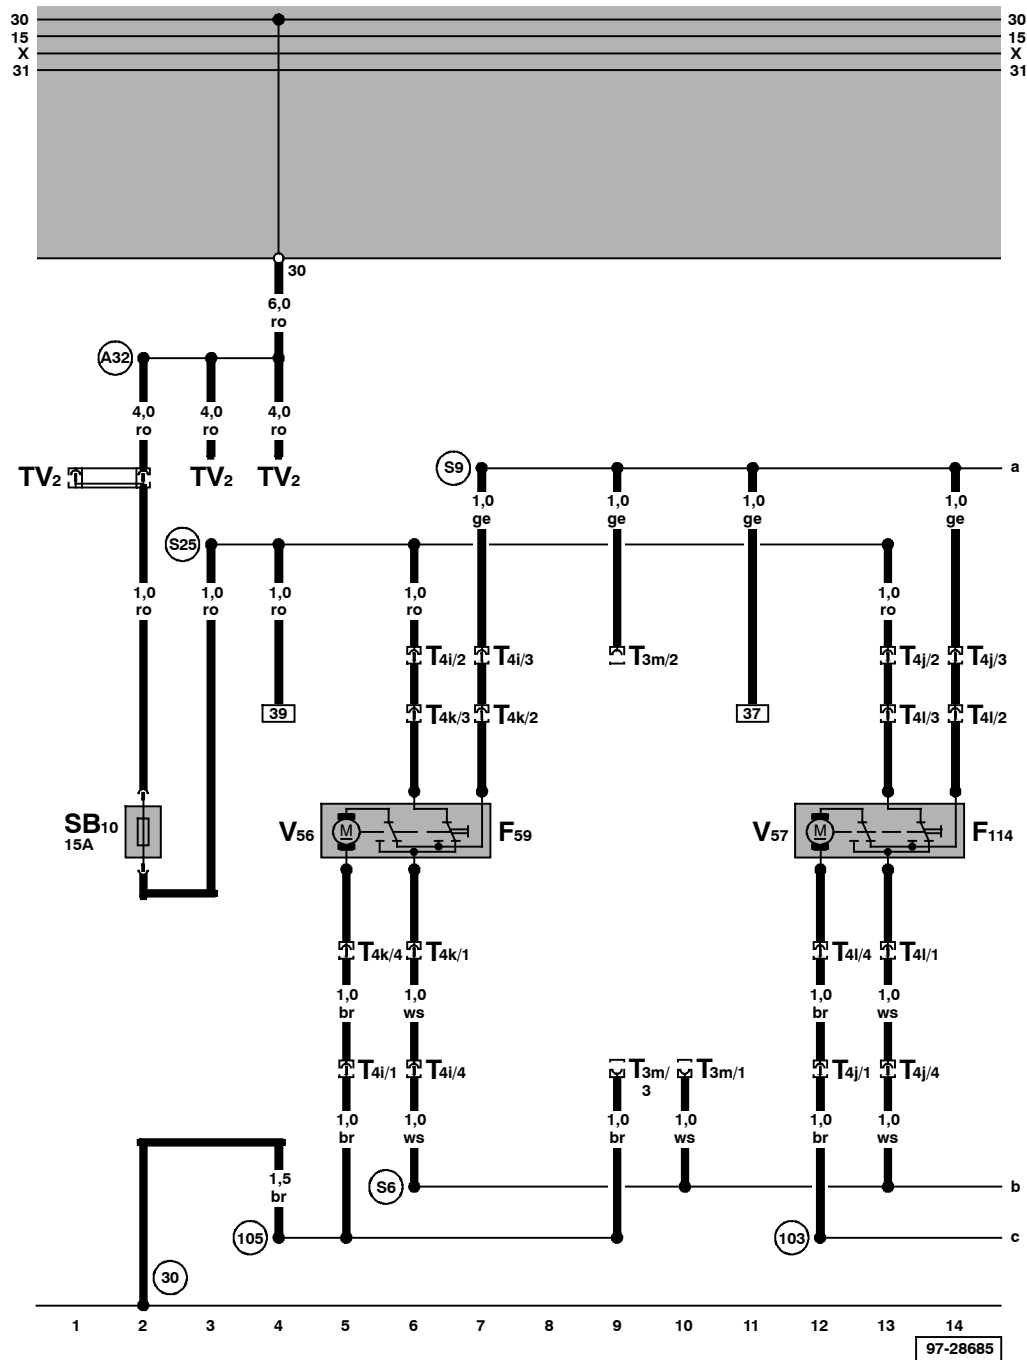 30 30
15 15
X X
31 31
30
6,0
ro
A32
4,0 4,0 4,0
ro ro ro
TV2 TV2 TV2
S9 a
1,0 1,0 1,0 1,0
ge ge ge ge
S25
1,0 1,0 1,0 1,0 1,0
ro ro ro ro ro
T4i/2 T4i/3 T3m/2 T4j/2 T4j/3
39 T4k/3 T4k/2 37 T4l/3 T4l/2
SB10
15A
V56 M F59 V57 M F114
T4k/4 T4k/1 T4l/4 T4l/1
1,0 1,0 1,0 1,0
br ws br ws
T4i/1 T4i/4 T3m/ T3m/1 T4j/1 T4j/4
3
1,0 1,0 1,0 1,0 1,0 1,0
br ws br ws br ws
1,5
br
S6 b
105 103 c
30
1 2 3 4 5 6 7 8 9 10 11 12 13 14
97-28685